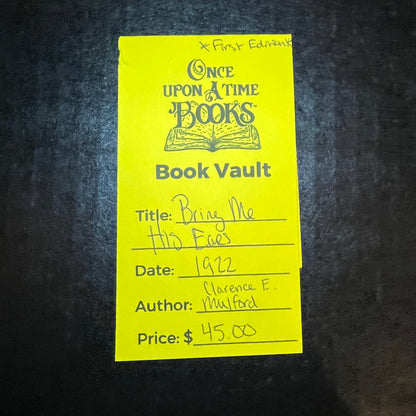 * First Edition
ONCE
UPON A TIME
BOOKS
Book Vault
Title: Bring Me
His Ears
Date: 1922
Clarence E.
Author: Mulford
Price: $ 45.00